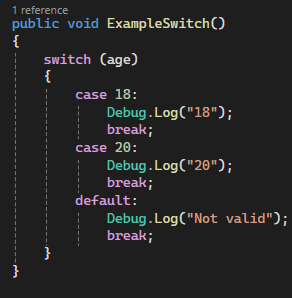 1 reference
public void ExampleSwitch()
{
    switch (age)
    {
        case 18:
            Debug.Log("18");
            break;
        case 20:
            Debug.Log("20");
            break;
        default:
            Debug.Log("Not valid");
            break;
    }
}